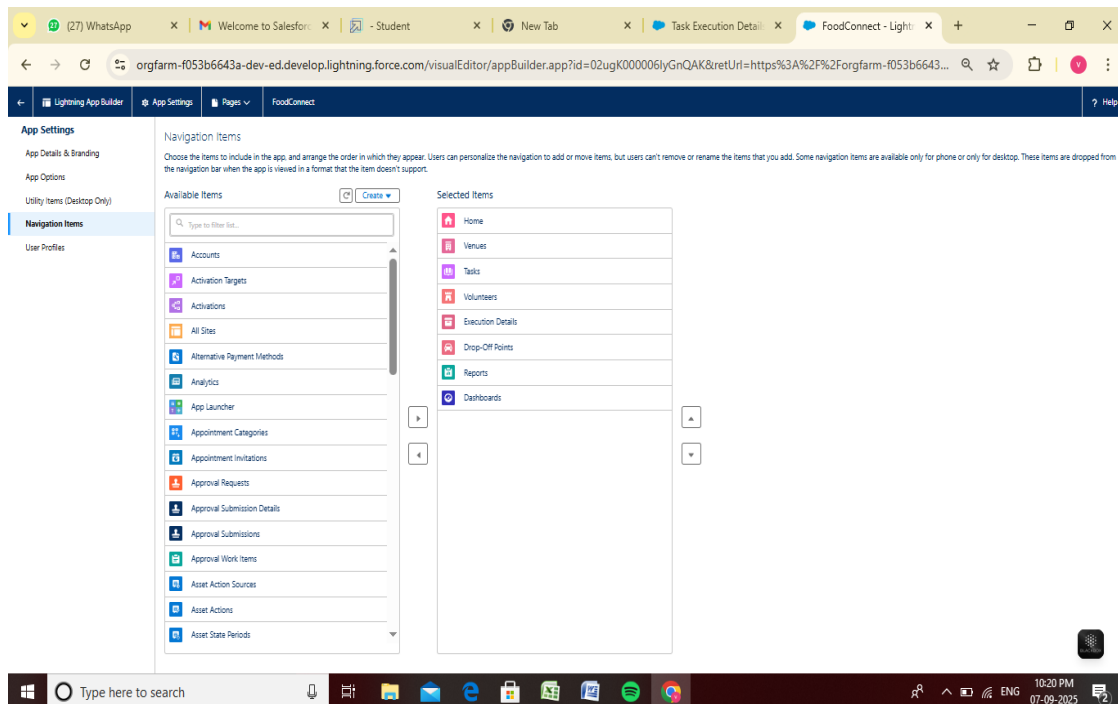 (27) WhatsApp
Welcome to Salesforc
- Student
New Tab
Task Execution Detail
FoodConnect - Light
orgfarm-f053b6643a-dev-ed.develop.lightning.force.com/visualEditor/appBuilder.app?id=02ugK000006IyGnQAK&retUrl=https%3A%2F%2Forgfarm-f053b6643...
V
Lightning App Builder
App Settings
Pages
FoodConnect
? Help
App Settings
App Details & Branding
App Options
Utility Items (Desktop Only)
Navigation Items
User Profiles
Navigation Items
Choose the items to include in the app, and arrange the order in which they appear. Users can personalize the navigation to add or move items, but users can't remove or rename the items that you add. Some navigation items are available only for phone or only for desktop. These items are dropped from
the navigation bar when the app is viewed in a format that the item doesn't support.
Available Items
Create
Type to filter list...
Accounts
Activation Targets
Activations
All Sites
Alternative Payment Methods
Analytics
App Launcher
Appointment Categories
Appointment Invitations
Approval Requests
Approval Submission Details
Approval Submissions
Approval Work Items
Asset Action Sources
Asset Actions
Asset State Periods
Selected Items
Home
Venues
Tasks
Volunteers
Execution Details
Drop-Off Points
Reports
Dashboards
Type here to search
ENG
10:20 PM
07-09-2025